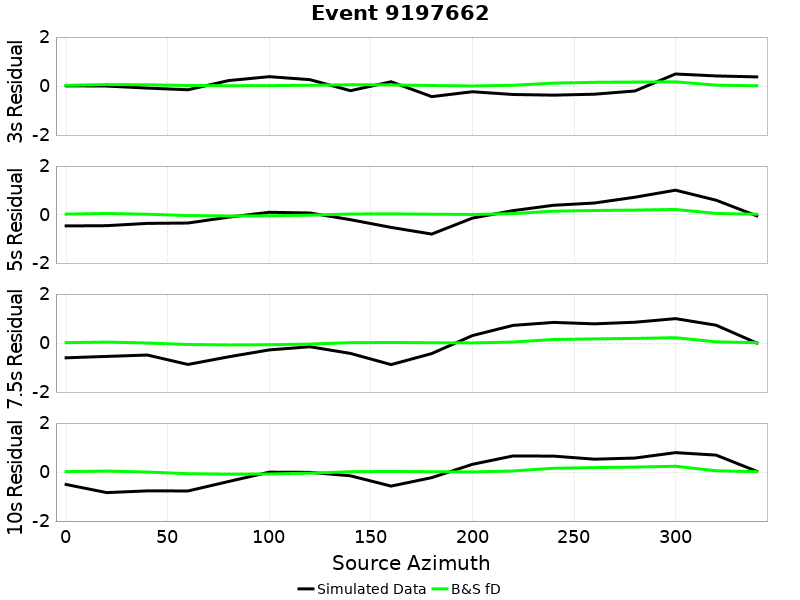 Event 9197662
3s Residual
2
0
-2
5s Residual
2
0
-2
7.5s Residual
2
0
-2
10s Residual
2
0
-2
0 50 100 150 200 250 300
Source Azimuth
Simulated Data B&S fD